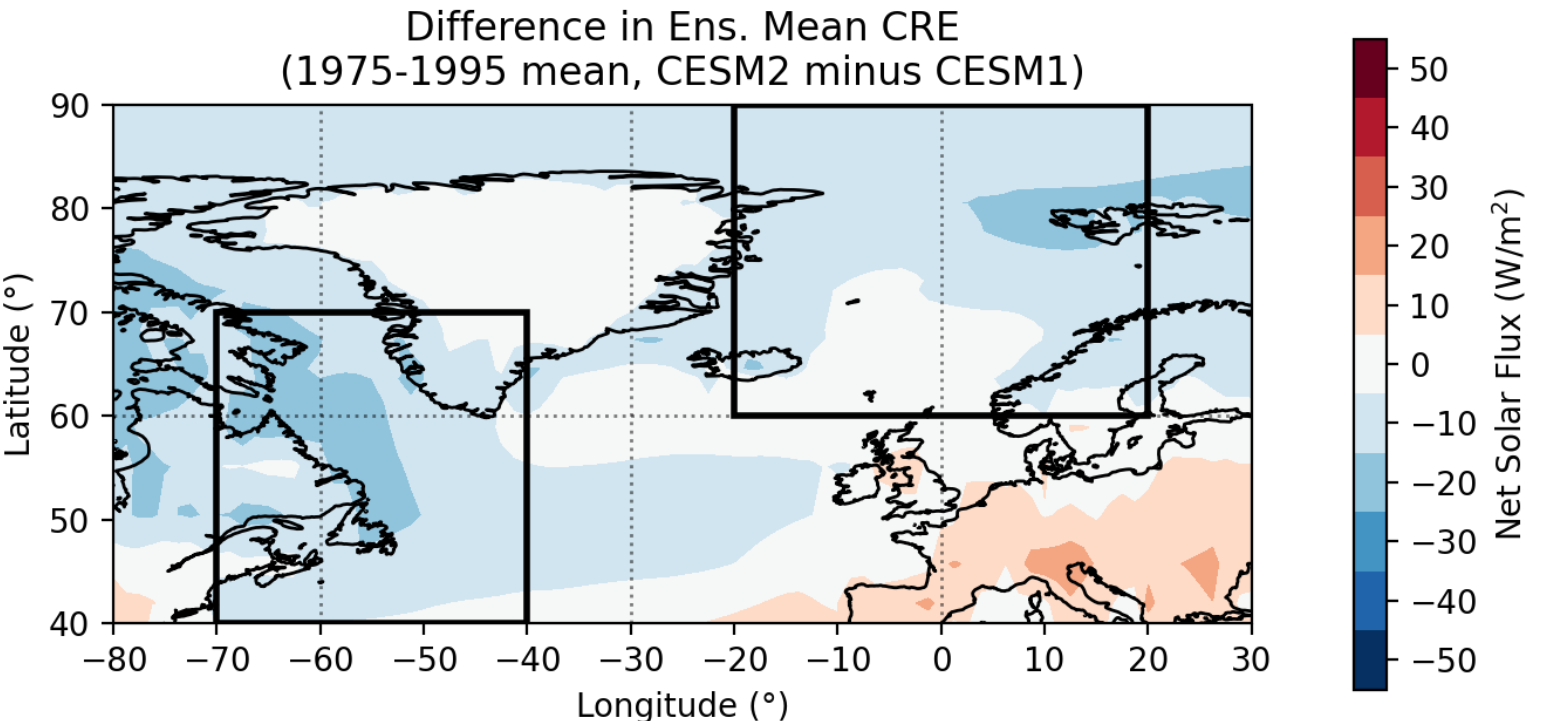 Difference in Ens. Mean CRE
(1975-1995 mean, CESM2 minus CESM1)
90
80
70
60
50
40
Latitude (°)
−80 −70 −60 −50 −40 −30 −20 −10 0 10 20 30
Longitude (°)
50
40
30
20
10
0
−10
−20
−30
−40
−50
Net Solar Flux (W/m²)